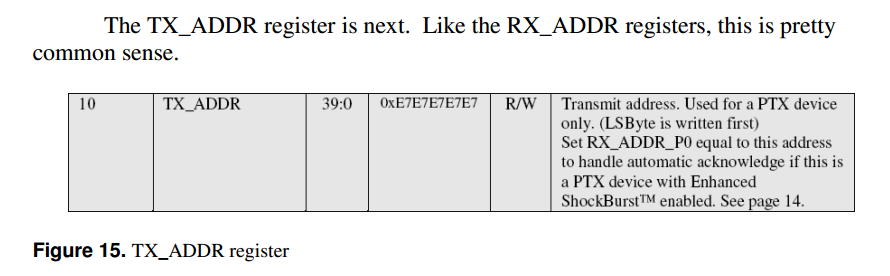 The TX_ADDR register is next.  Like the RX_ADDR registers, this is pretty
common sense.
10 TX_ADDR 39:0 0xE7E7E7E7E7 R/W Transmit address. Used for a PTX device
only. (LSByte is written first)
Set RX_ADDR_P0 equal to this address
to handle automatic acknowledge if this is
a PTX device with Enhanced
ShockBurst™ enabled. See page 14.
Figure 15. TX_ADDR register